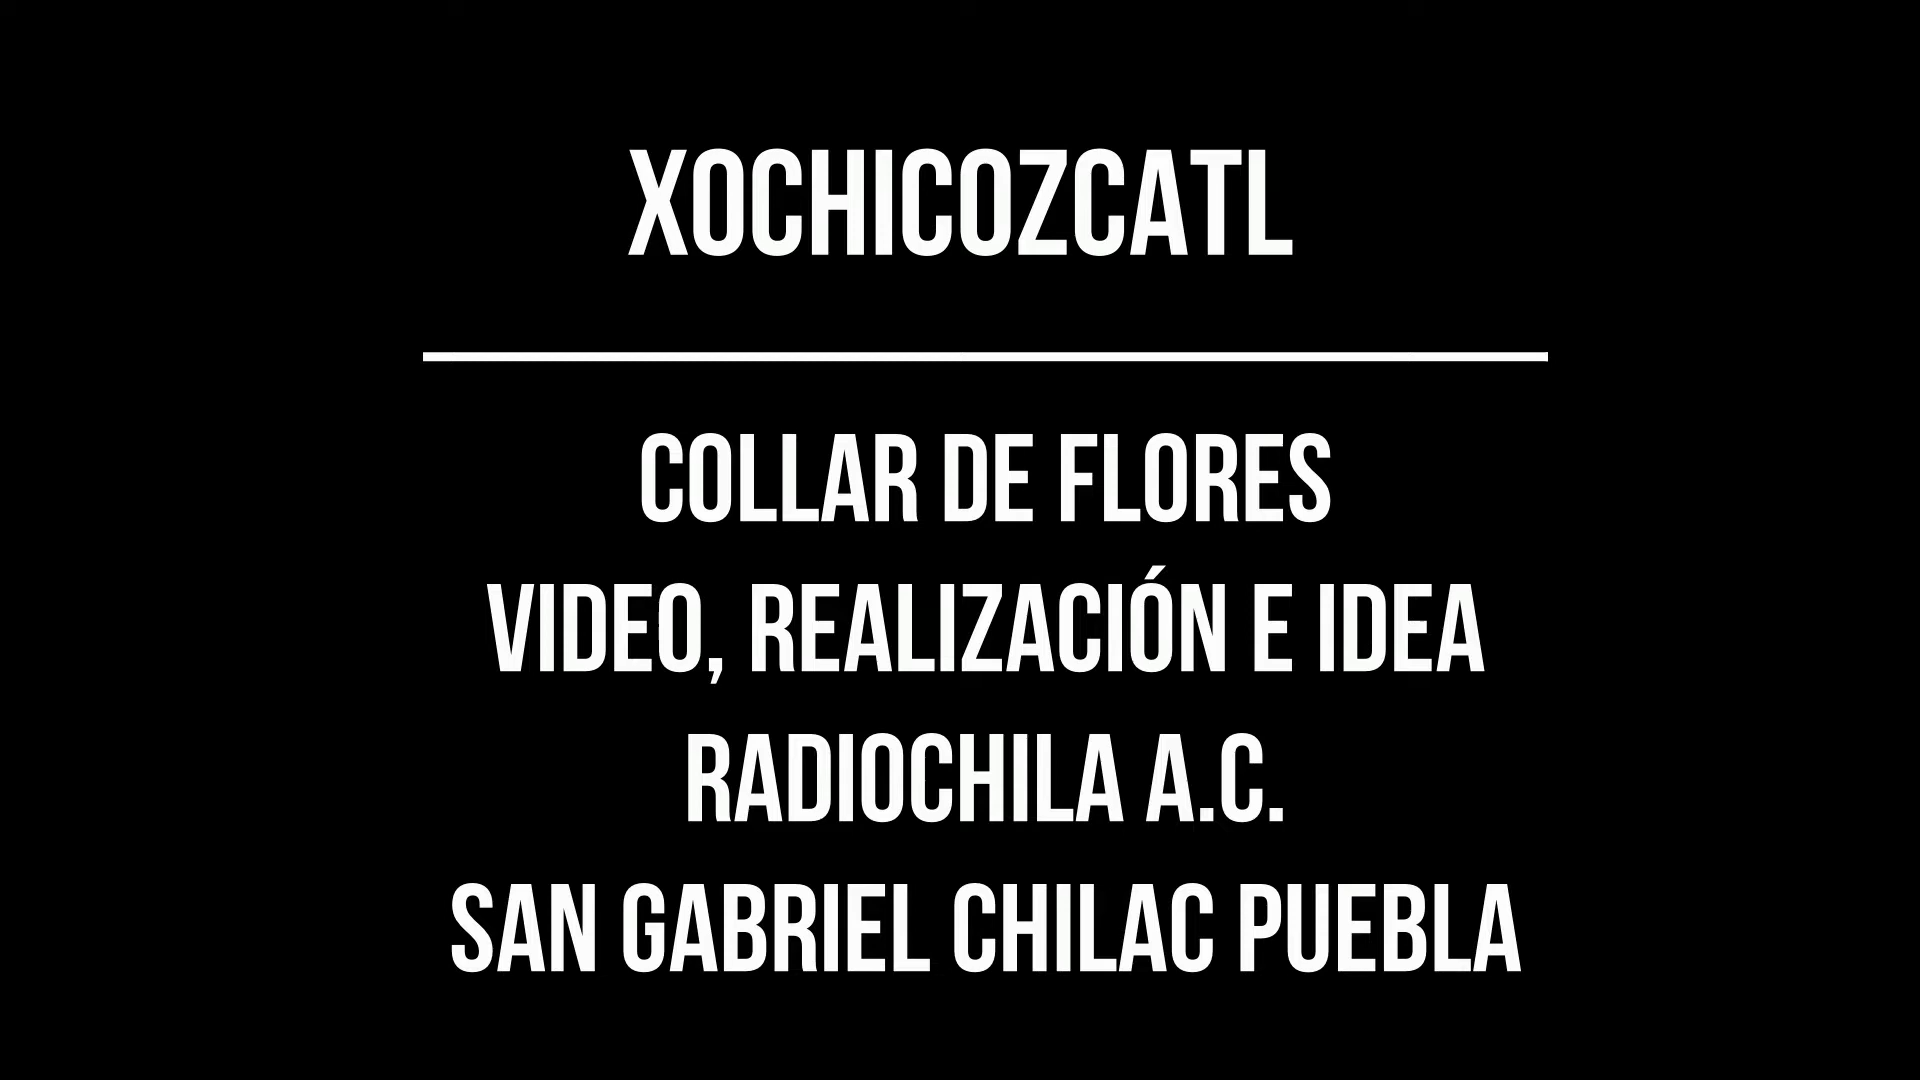 XOCHICOZCATL
COLLAR DE FLORES
VIDEO, REALIZACIÓN E IDEA
RADIOCHILA A.C.
SAN GABRIEL CHILAC PUEBLA